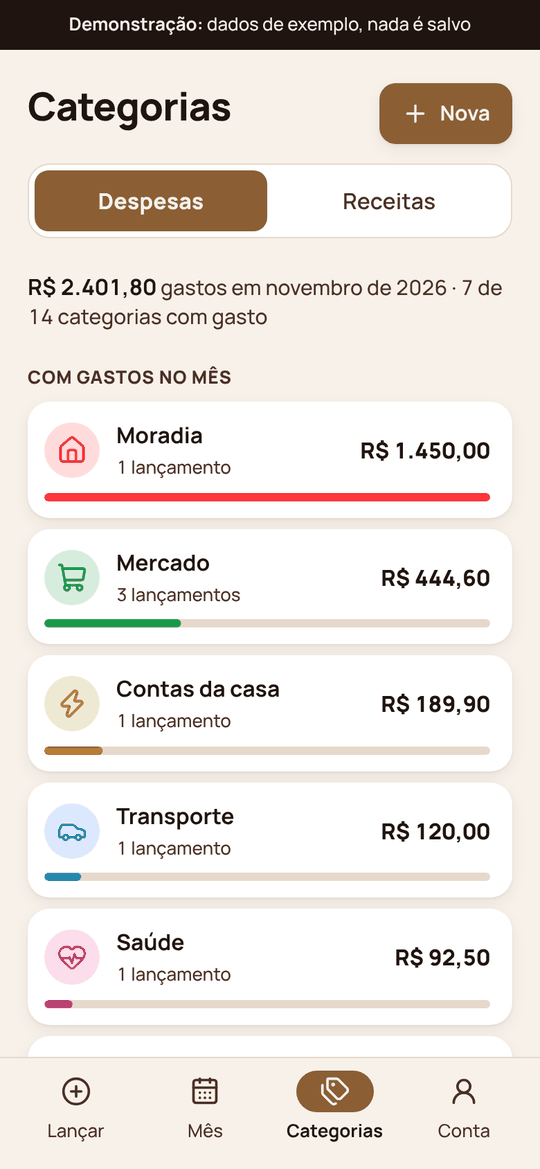 Demonstração: dados de exemplo, nada é salvo
Categorias
Nova
Despesas
Receitas
R$ 2.401,80 gastos em novembro de 2026 · 7 de
14 categorias com gasto
COM GASTOS NO MÊS
Moradia
R$ 1.450,00
1 lançamento
Mercado
R$ 444,60
3 lançamentos
Contas da casa
R$ 189,90
1 lançamento
Transporte
R$ 120,00
1 lançamento
Saúde
R$ 92,50
1 lançamento
Lançar
Mês
Categorias
Conta